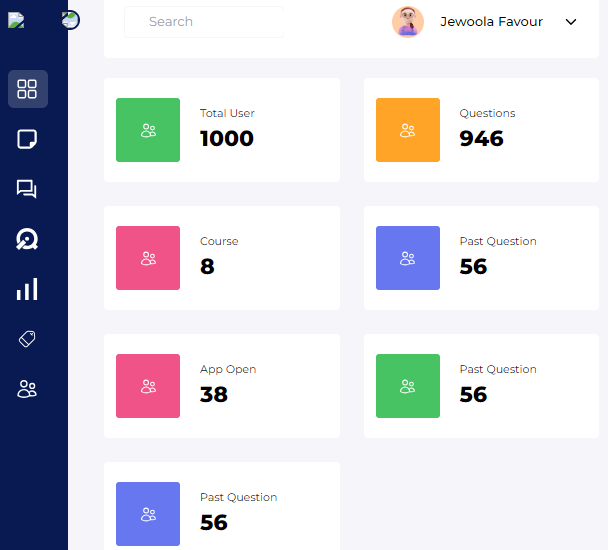 Search
Jewoola Favour
Total User
1000
Questions
946
Course
8
Past Question
56
App Open
38
Past Question
56
Past Question
56